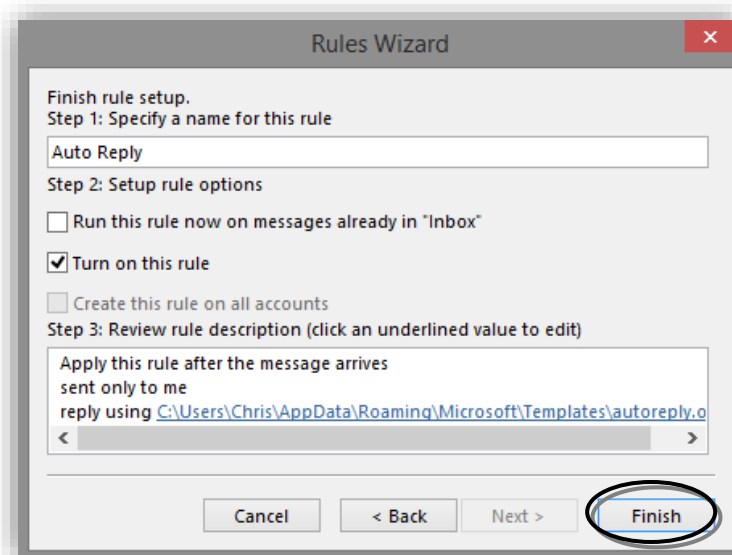 Rules Wizard
Finish rule setup.
Step 1: Specify a name for this rule
Auto Reply
Step 2: Setup rule options
Run this rule now on messages already in "Inbox"
Turn on this rule
Create this rule on all accounts
Step 3: Review rule description (click an underlined value to edit)
Apply this rule after the message arrives
sent only to me
reply using C:\Users\Chris\AppData\Roaming\Microsoft\Templates\autoreply.o
Cancel < Back Next > Finish